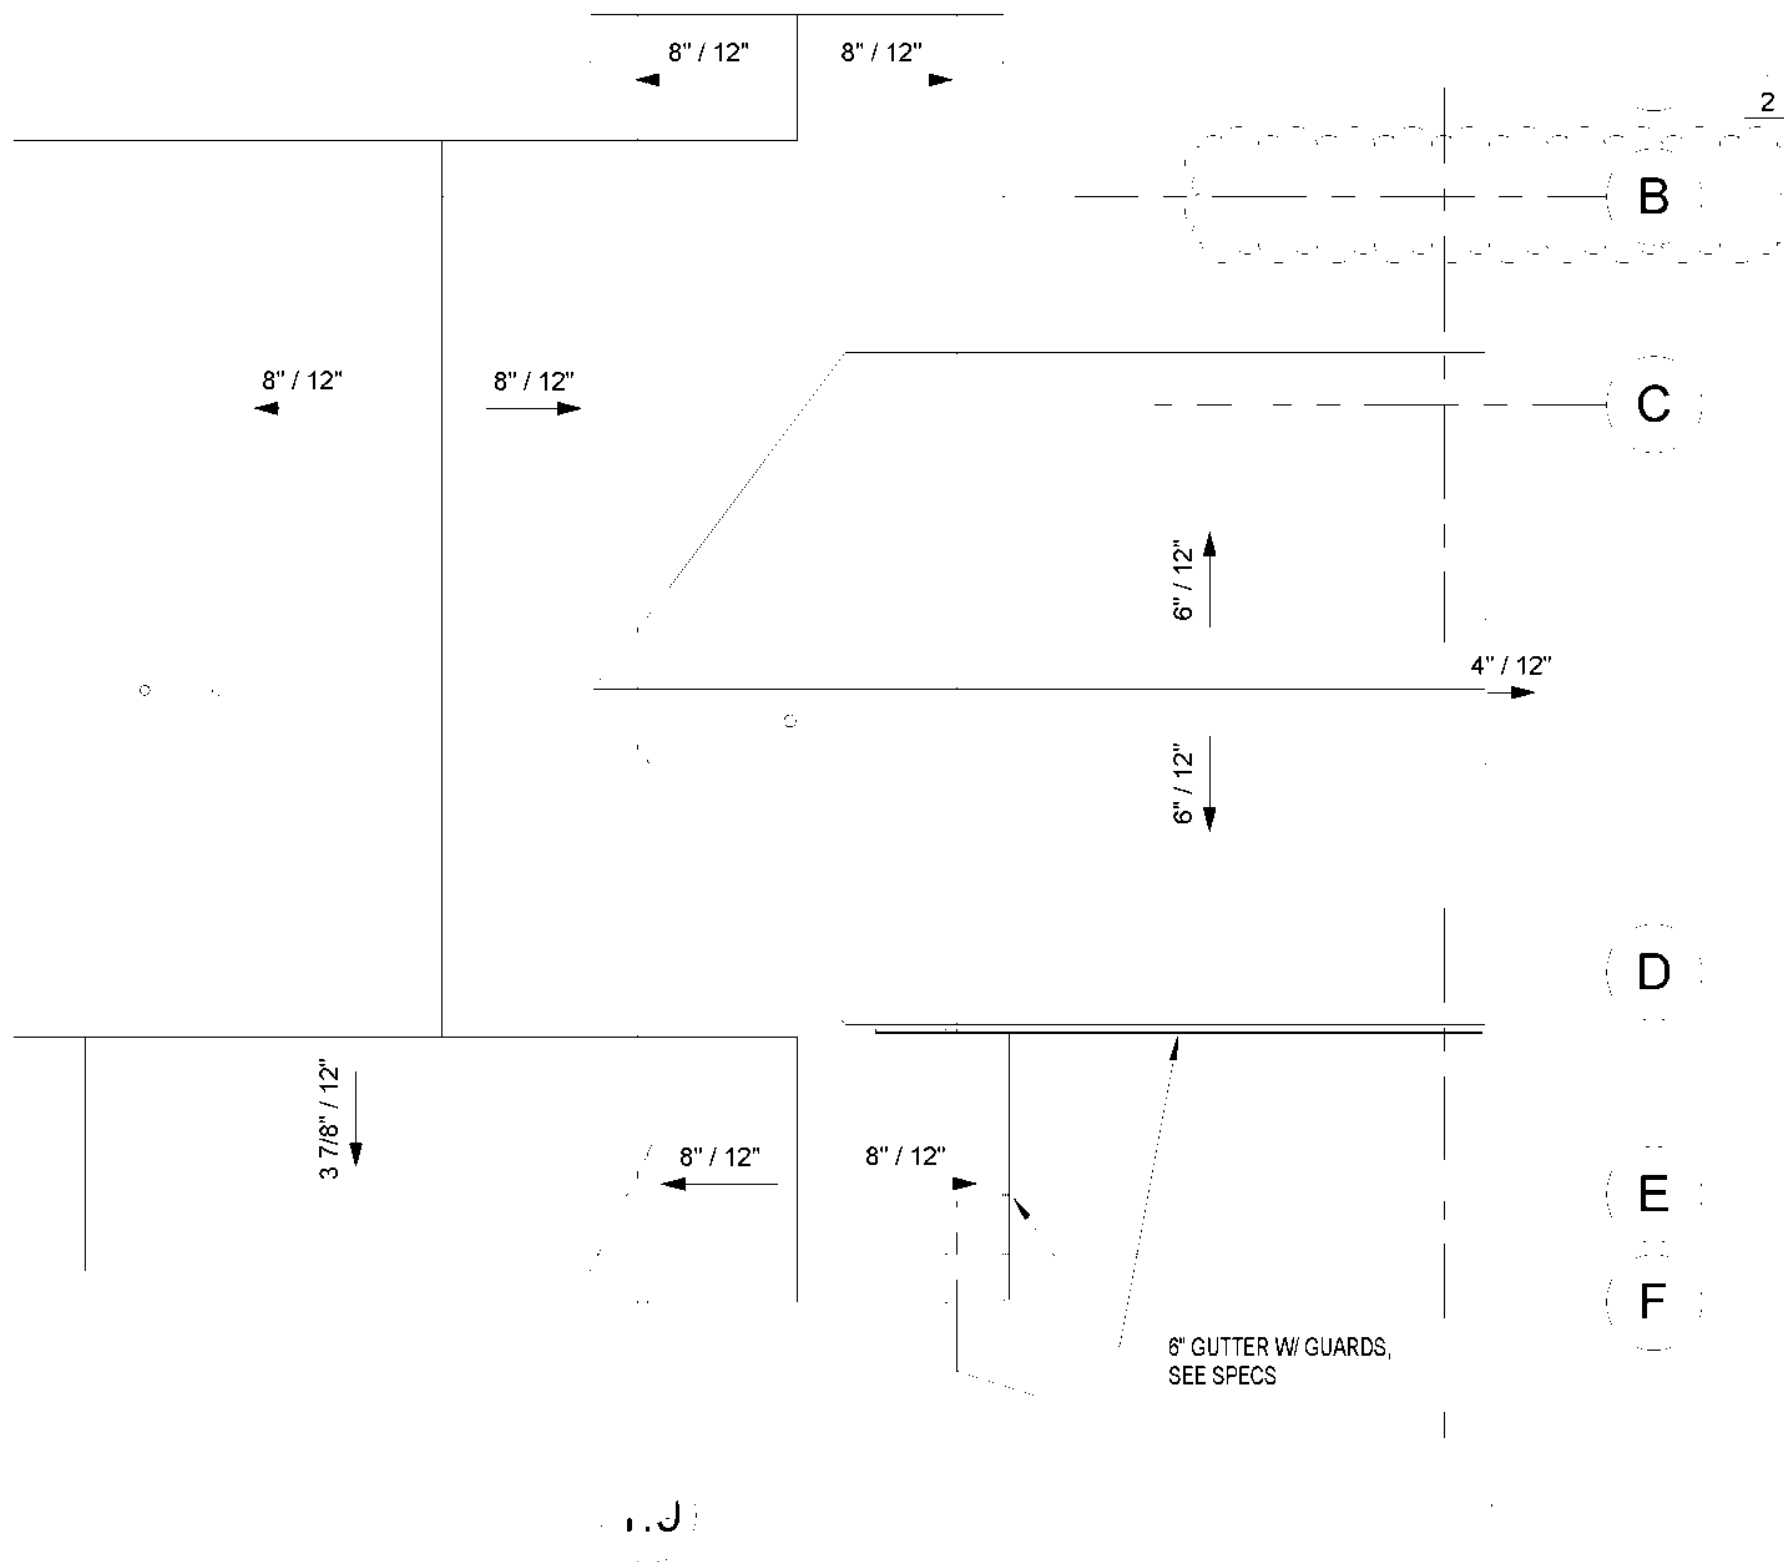 8" / 12"
8" / 12"
2
B
8" / 12"
8" / 12"
C
6" / 12"
4" / 12"
6" / 12"
D
3 7/8" / 12"
8" / 12"
8" / 12"
E
F
6" GUTTER W/ GUARDS,
SEE SPECS